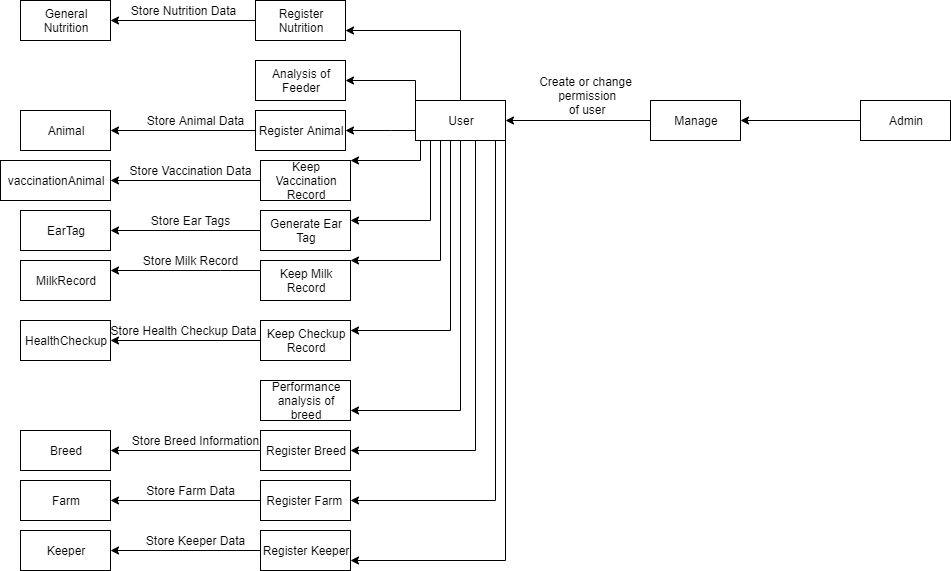 General
Nutrition
Store Nutrition Data
Register
Nutrition
Analysis of
Feeder
Create or change
permission
of user
Animal
Store Animal Data
Register Animal
User
Manage
Admin
vaccinationAnimal
Store Vaccination Data
Keep
Vaccination
Record
EarTag
Store Ear Tags
Generate Ear
Tag
MilkRecord
Store Milk Record
Keep Milk
Record
HealthCheckup
Store Health Checkup Data
Keep Checkup
Record
Performance
analysis of
breed
Breed
Store Breed Information
Register Breed
Farm
Store Farm Data
Register Farm
Keeper
Store Keeper Data
Register Keeper